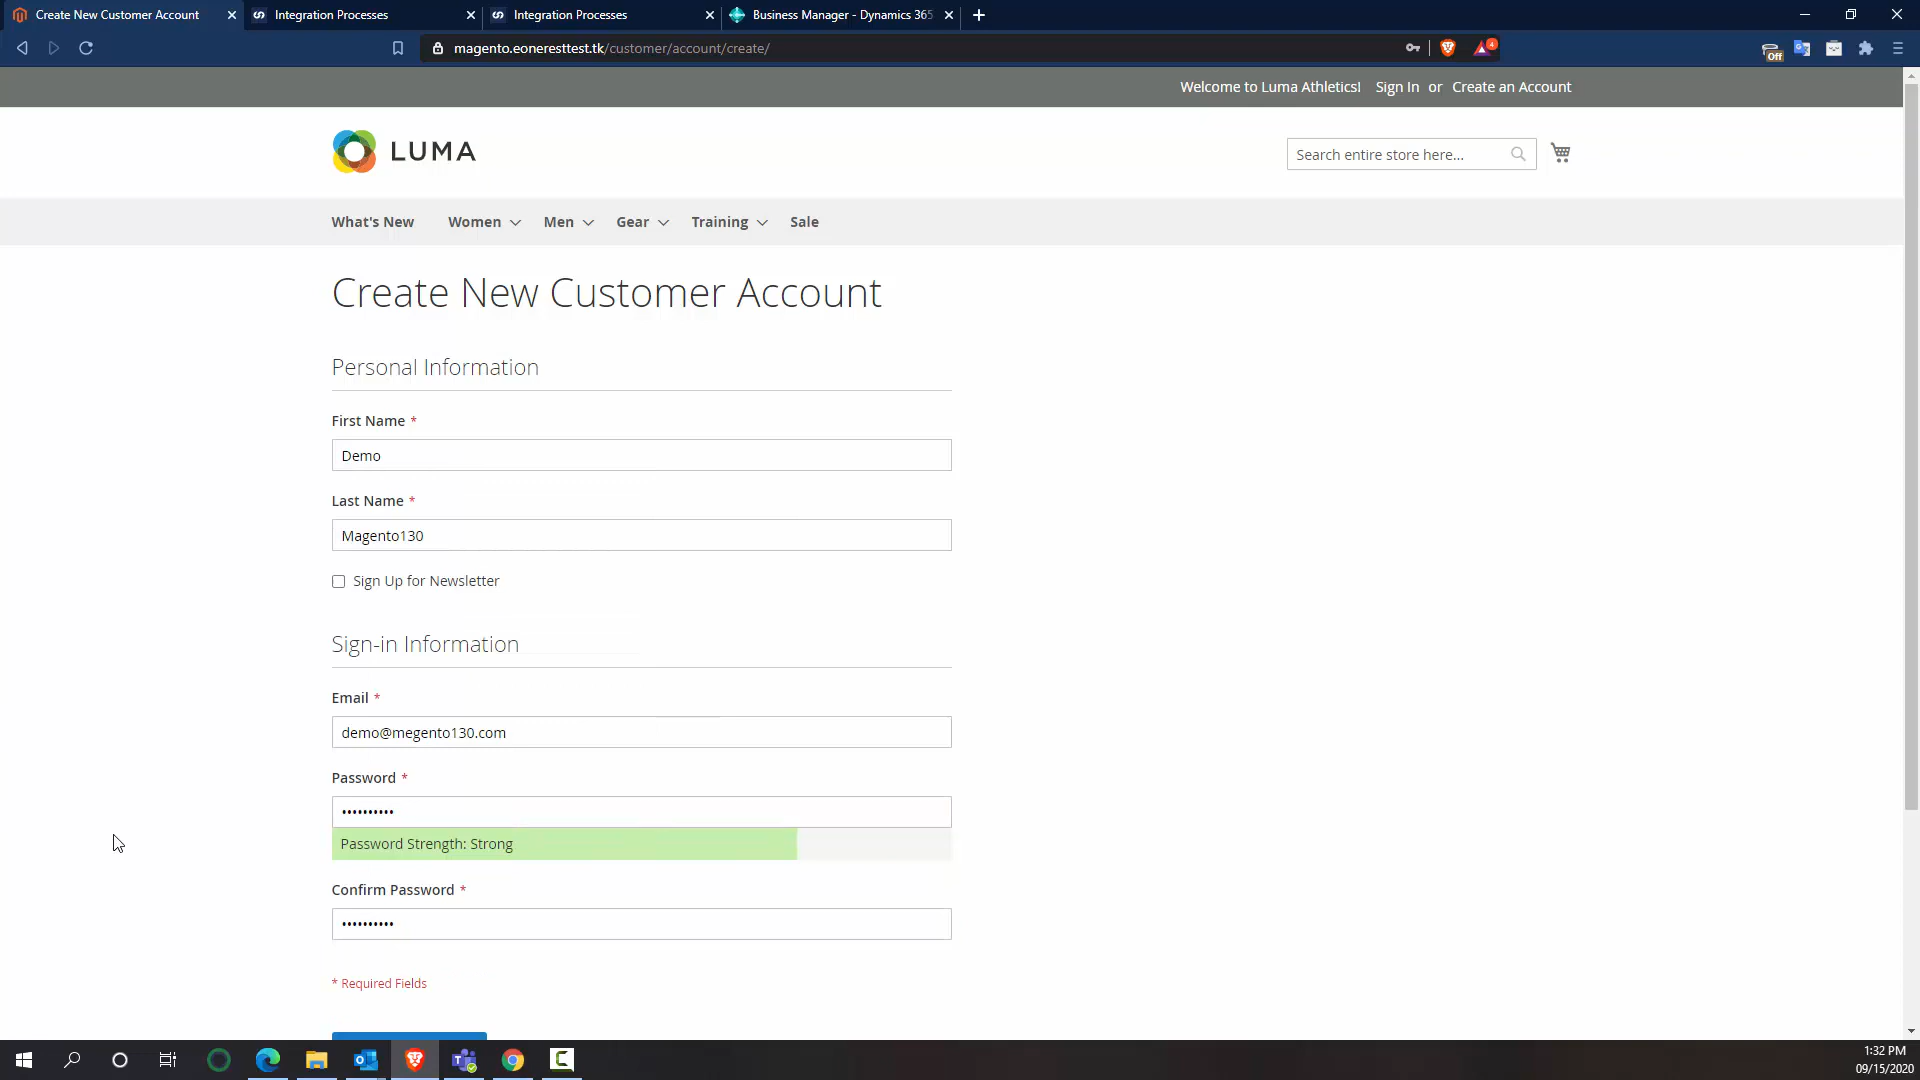 Create New Customer Account
Integration Processes
Integration Processes
Business Manager - Dynamics 365
magento.eoneresttest.tk/customer/account/create/
4
Off
Welcome to Luma Athletics! Sign In or Create an Account
LUMA
Search entire store here...
What's New Women Men Gear Training Sale
Create New Customer Account
Personal Information
First Name *
Demo
Last Name *
Magento130
Sign Up for Newsletter
Sign-in Information
Email *
demo@megento130.com
Password *
••••••••••
Password Strength: Strong
Confirm Password *
••••••••••
* Required Fields
1:32 PM
09/15/2020